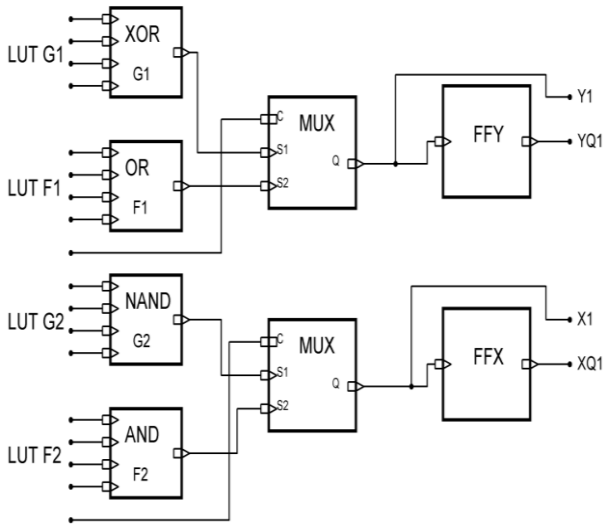 LUT G1
XOR
G1
LUT F1
OR
F1
C
S1
S2
MUX
Q
FFY
Y1
YQ1
LUT G2
NAND
G2
LUT F2
AND
F2
C
S1
S2
MUX
Q
FFX
X1
XQ1